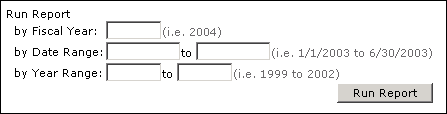 Run Report
by Fiscal Year: (i.e. 2004)
by Date Range: to (i.e. 1/1/2003 to 6/30/2003)
by Year Range: to (i.e. 1999 to 2002)
Run Report